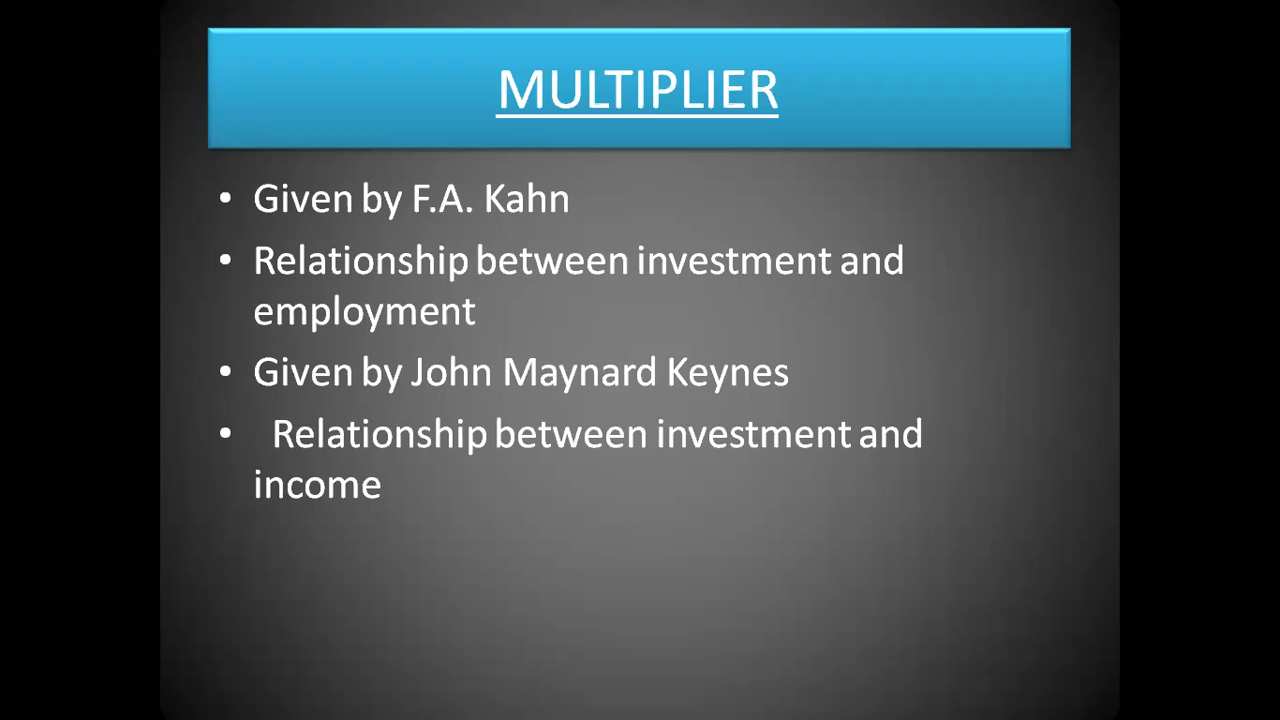 MULTIPLIER
• Given by F.A. Kahn
• Relationship between investment and
employment
• Given by John Maynard Keynes
• Relationship between investment and
income